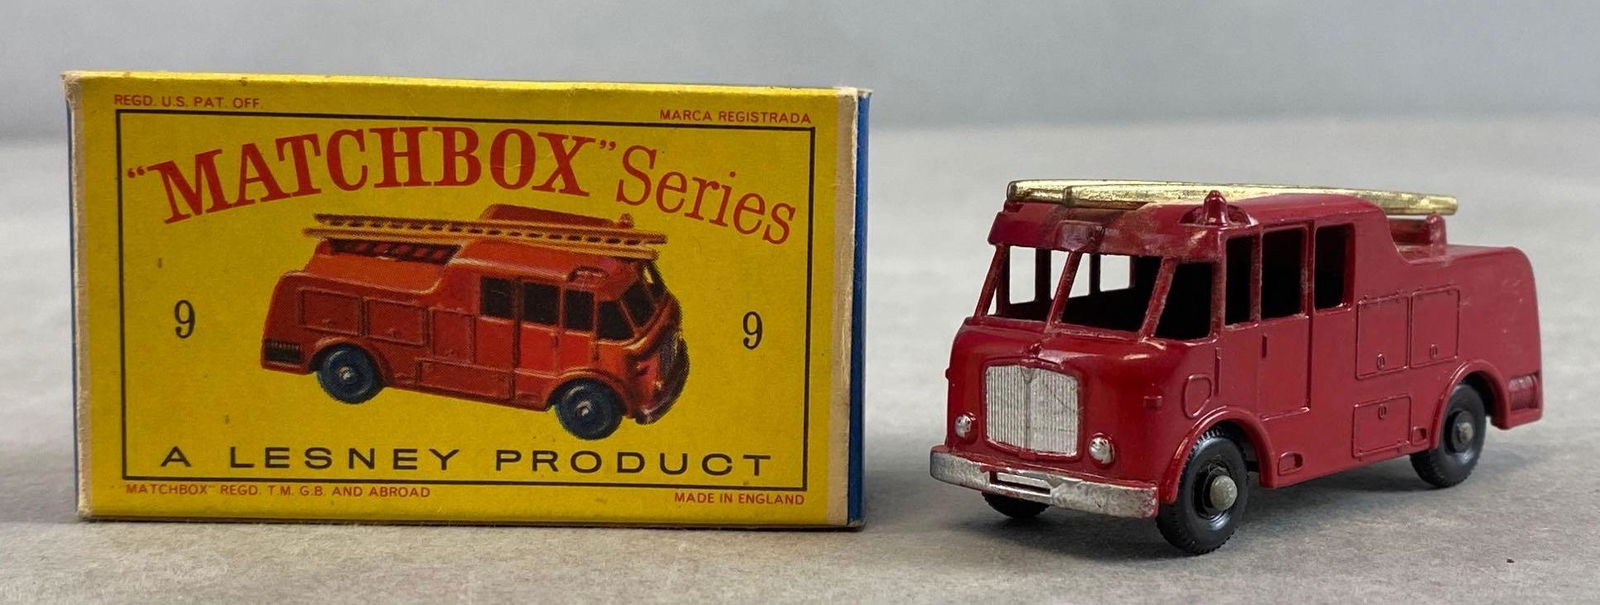 REGD. U.S. PAT. OFF.
MARCA REGISTRADA
"MATCHBOX" Series
9
9
A LESNEY PRODUCT
MATCHBOX" REGD. T.M. G.B. AND ABROAD
MADE IN ENGLAND